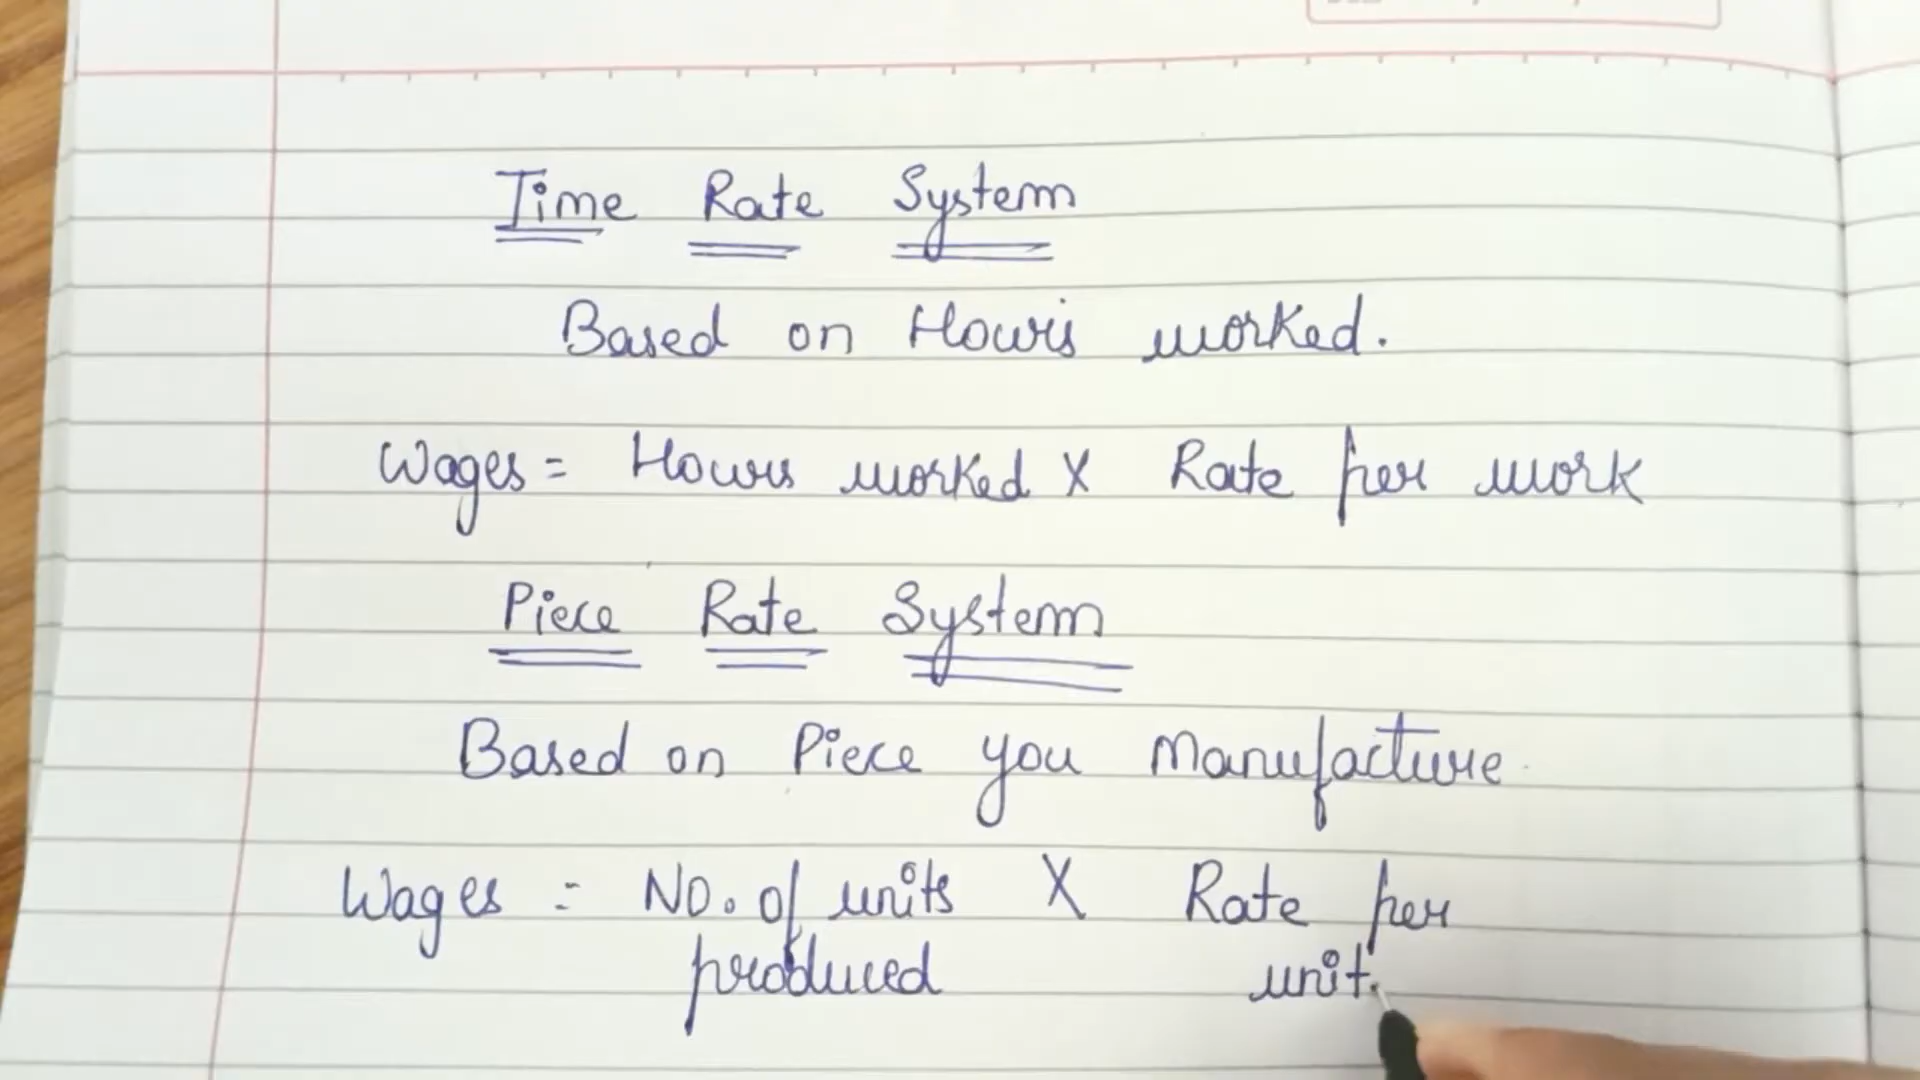 Time Rate System
Based on Hours worked.
Wages = Hours worked X Rate per work
Piece Rate System
Based on Piece you Manufacture
Wages = No. of units X Rate per
produced unit.